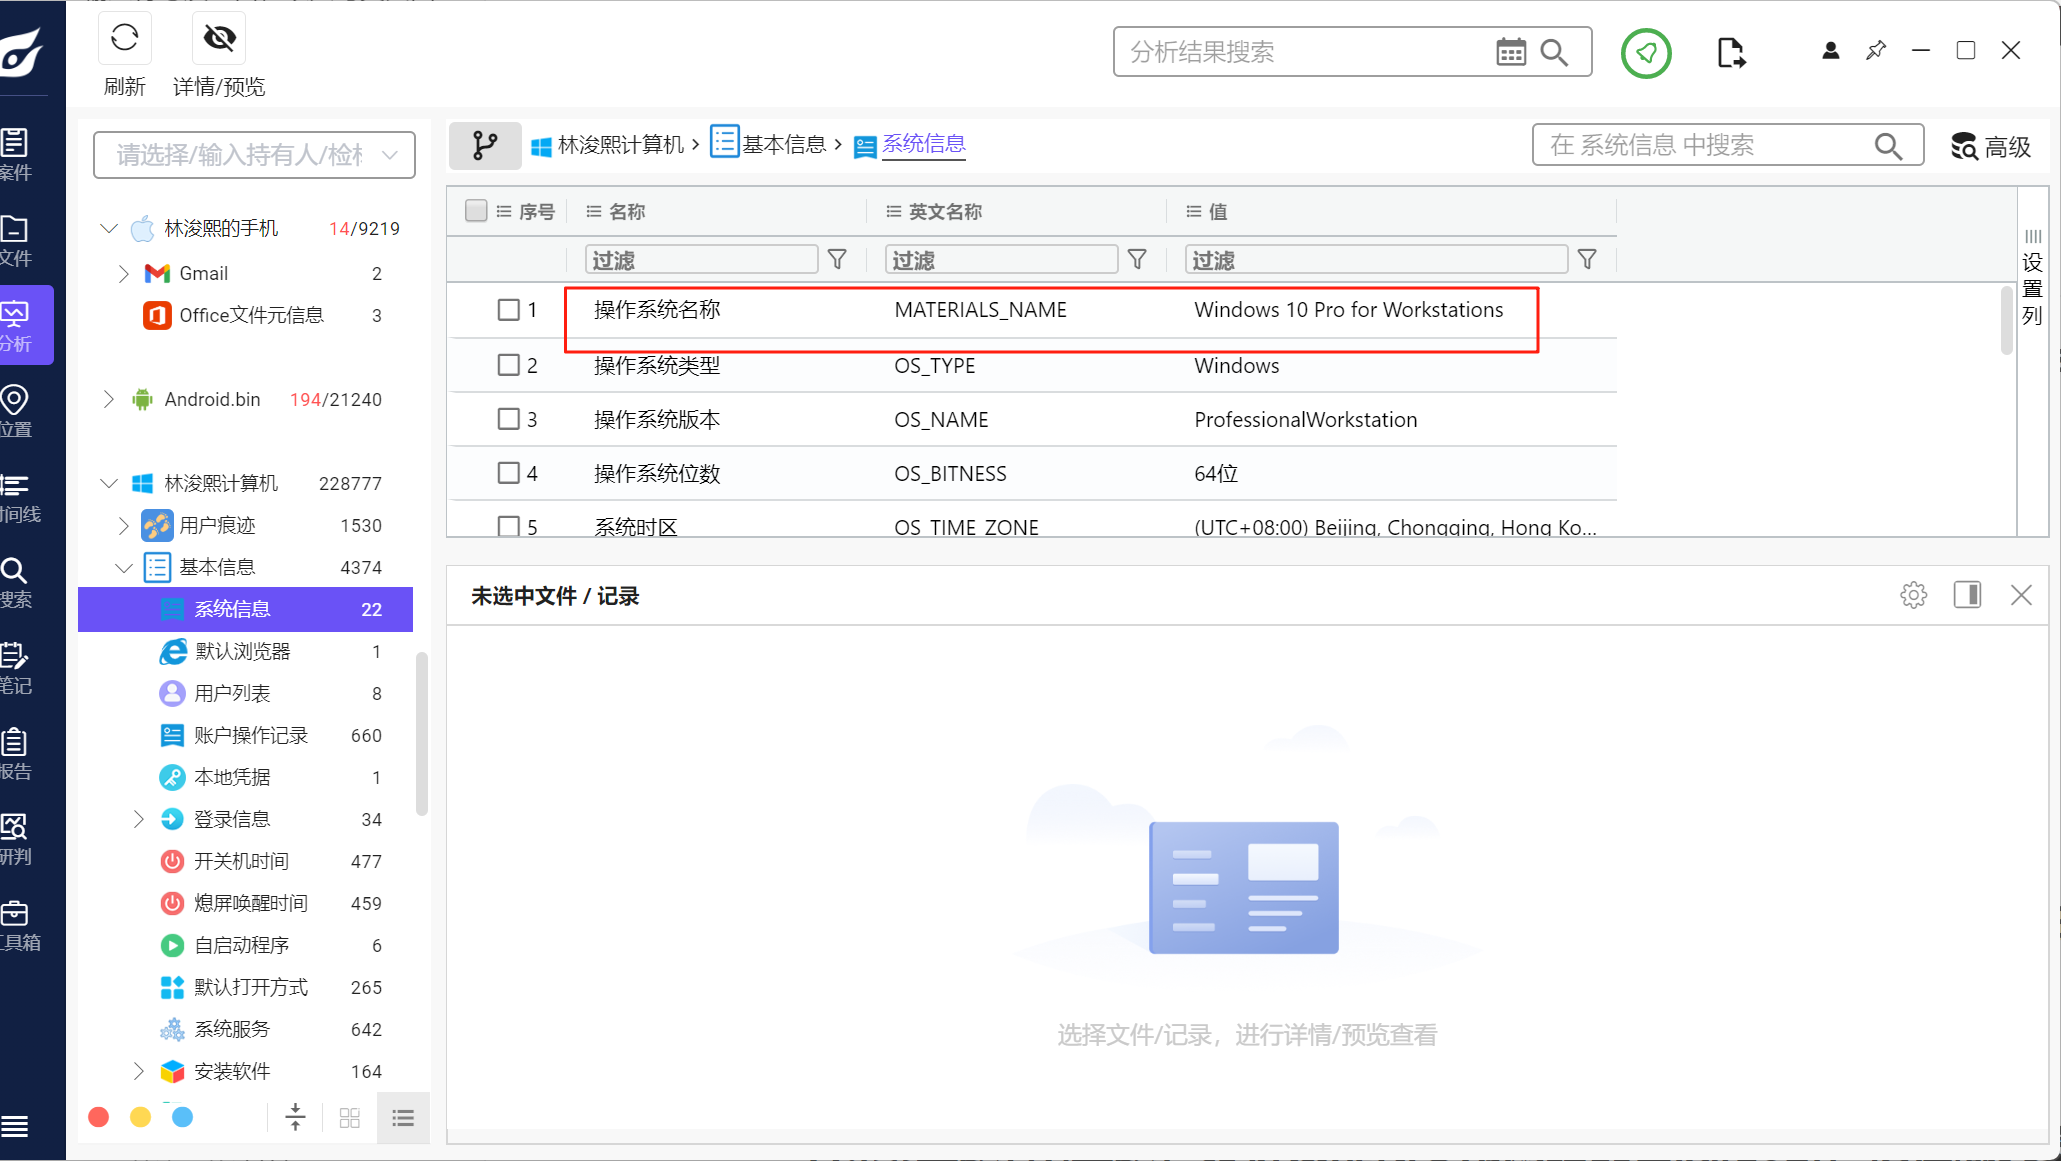 刷新
详情/预览
分析结果搜索
案件
文件
分析
位置
时间线
搜索
笔记
报告
研判
工具箱
请选择/输入持有人/检
林浚熙的手机 14/9219
Gmail 2
Office文件元信息 3
Android.bin 194/21240
林浚熙计算机 228777
用户痕迹 1530
基本信息 4374
系统信息 22
默认浏览器 1
用户列表 8
账户操作记录 660
本地凭据 1
登录信息 34
开关机时间 477
熄屏唤醒时间 459
自启动程序 6
默认打开方式 265
系统服务 642
安装软件 164
林浚熙计算机 › 基本信息 › 系统信息
在 系统信息 中搜索
高级
序号 名称 英文名称 值
过滤 过滤 过滤
1 操作系统名称 MATERIALS_NAME Windows 10 Pro for Workstations
2 操作系统类型 OS_TYPE Windows
3 操作系统版本 OS_NAME ProfessionalWorkstation
4 操作系统位数 OS_BITNESS 64位
5 系统时区 OS_TIME_ZONE (UTC+08:00) Beijing, Chongqing, Hong Ko...
设置列
未选中文件 / 记录
选择文件/记录，进行详情/预览查看